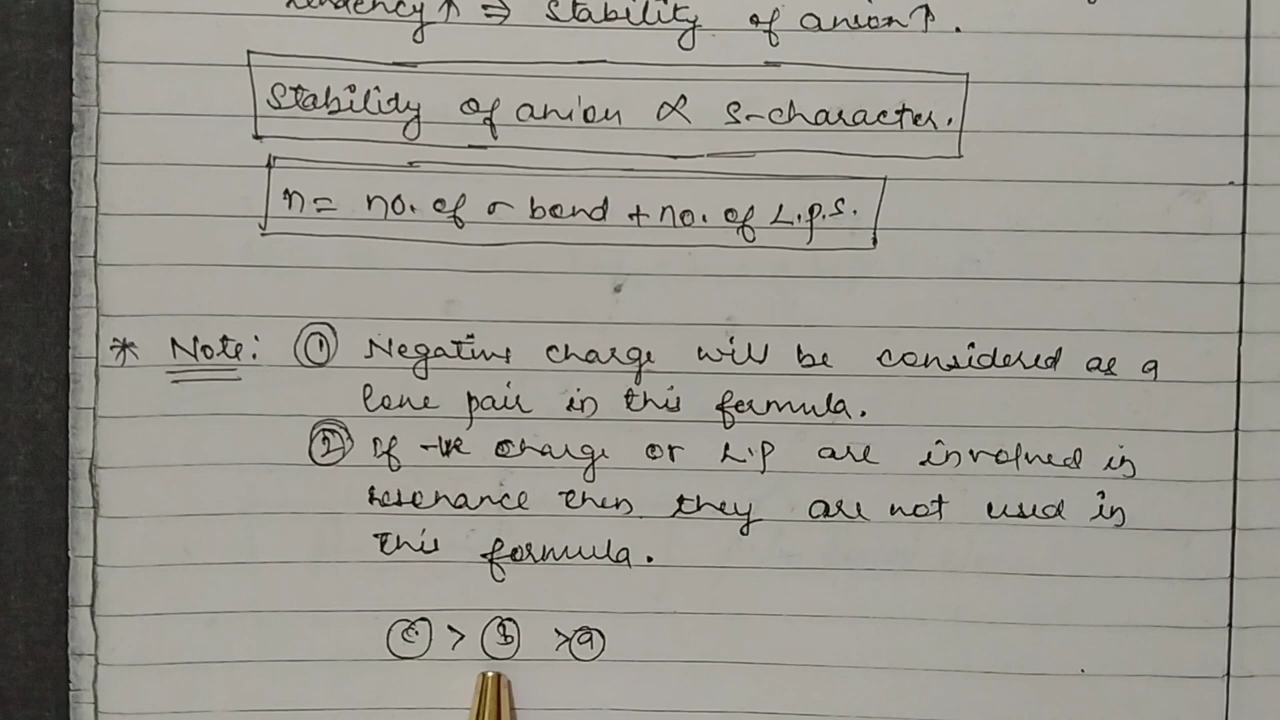 tendency↑ ⇒ Stability of anion↑.
Stability of anion ∝ s-character.
n = no. of σ bond + no. of L.p.s.
* Note: ① Negative charge will be considered as a
lone pair in this formula.
② If -ve charge or L.P are involved in
resonance then they are not used in
this formula.
ⓒ > ⓑ > ⓐ